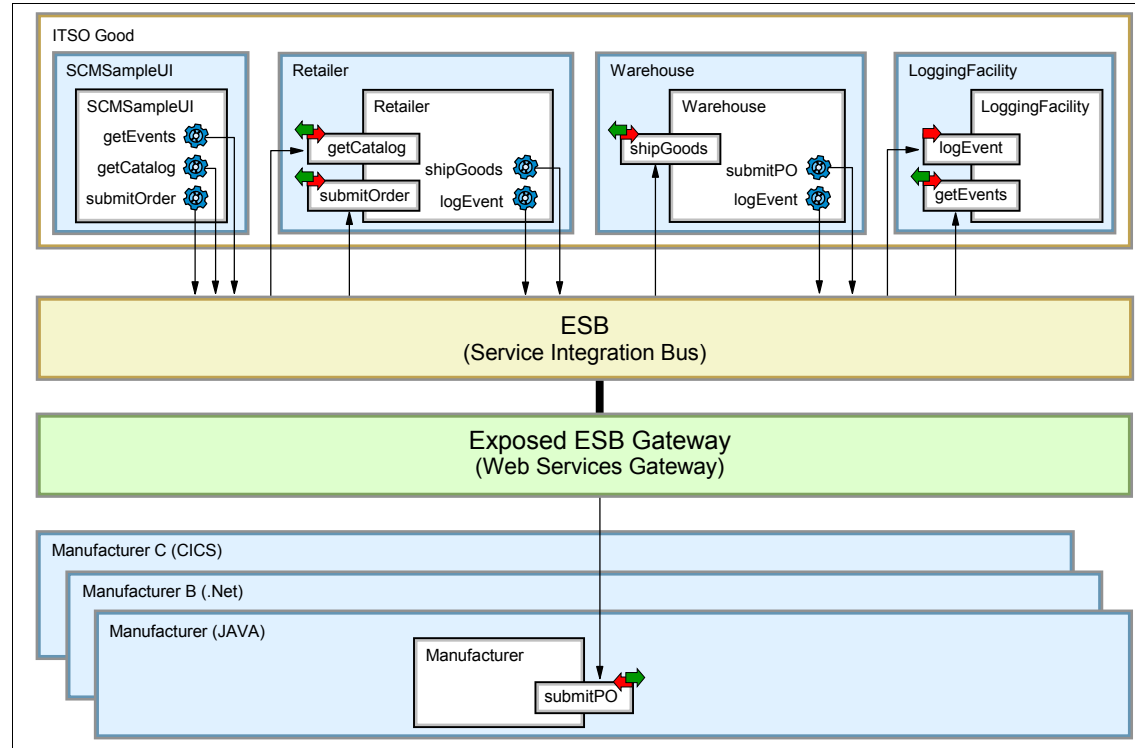 ITSO Good
SCMSampleUI
SCMSampleUI
getEvents
getCatalog
submitOrder
Retailer
Retailer
getCatalog
submitOrder
shipGoods
logEvent
Warehouse
Warehouse
shipGoods
submitPO
logEvent
LoggingFacility
LoggingFacility
logEvent
getEvents
ESB
(Service Integration Bus)
Exposed ESB Gateway
(Web Services Gateway)
Manufacturer C (CICS)
Manufacturer B (.Net)
Manufacturer (JAVA)
Manufacturer
submitPO